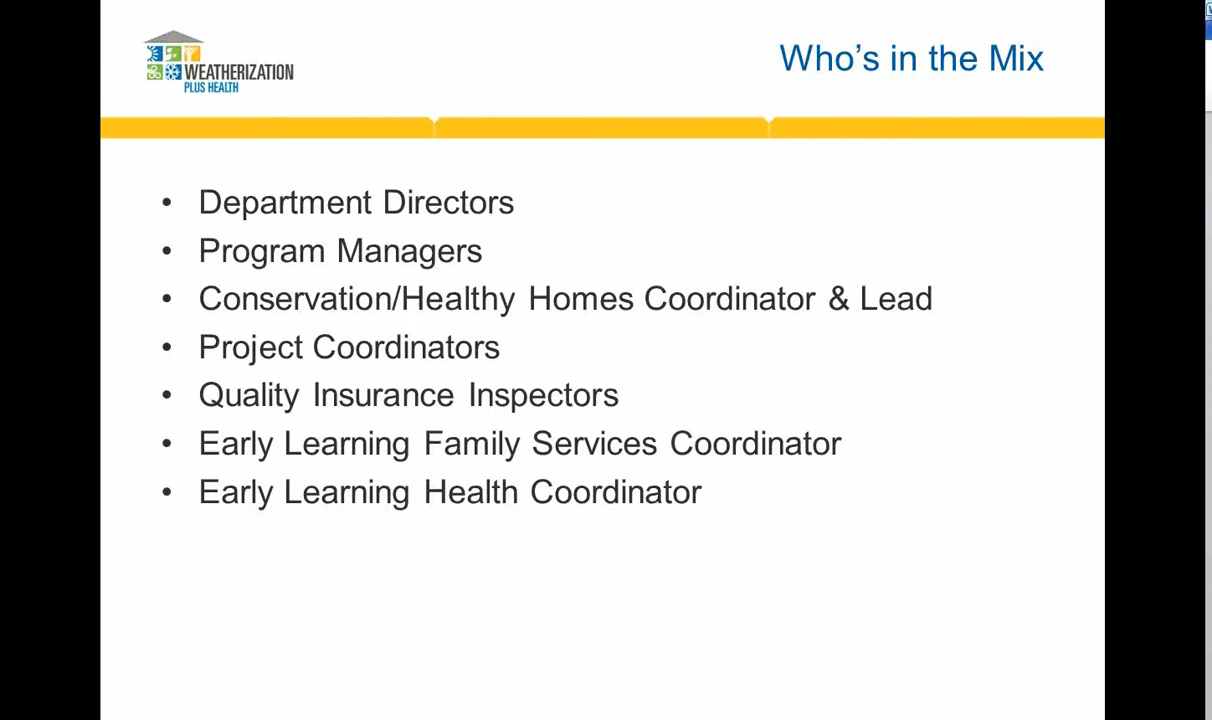 WEATHERIZATION
PLUS HEALTH
Who's in the Mix
• Department Directors
• Program Managers
• Conservation/Healthy Homes Coordinator & Lead
• Project Coordinators
• Quality Insurance Inspectors
• Early Learning Family Services Coordinator
• Early Learning Health Coordinator